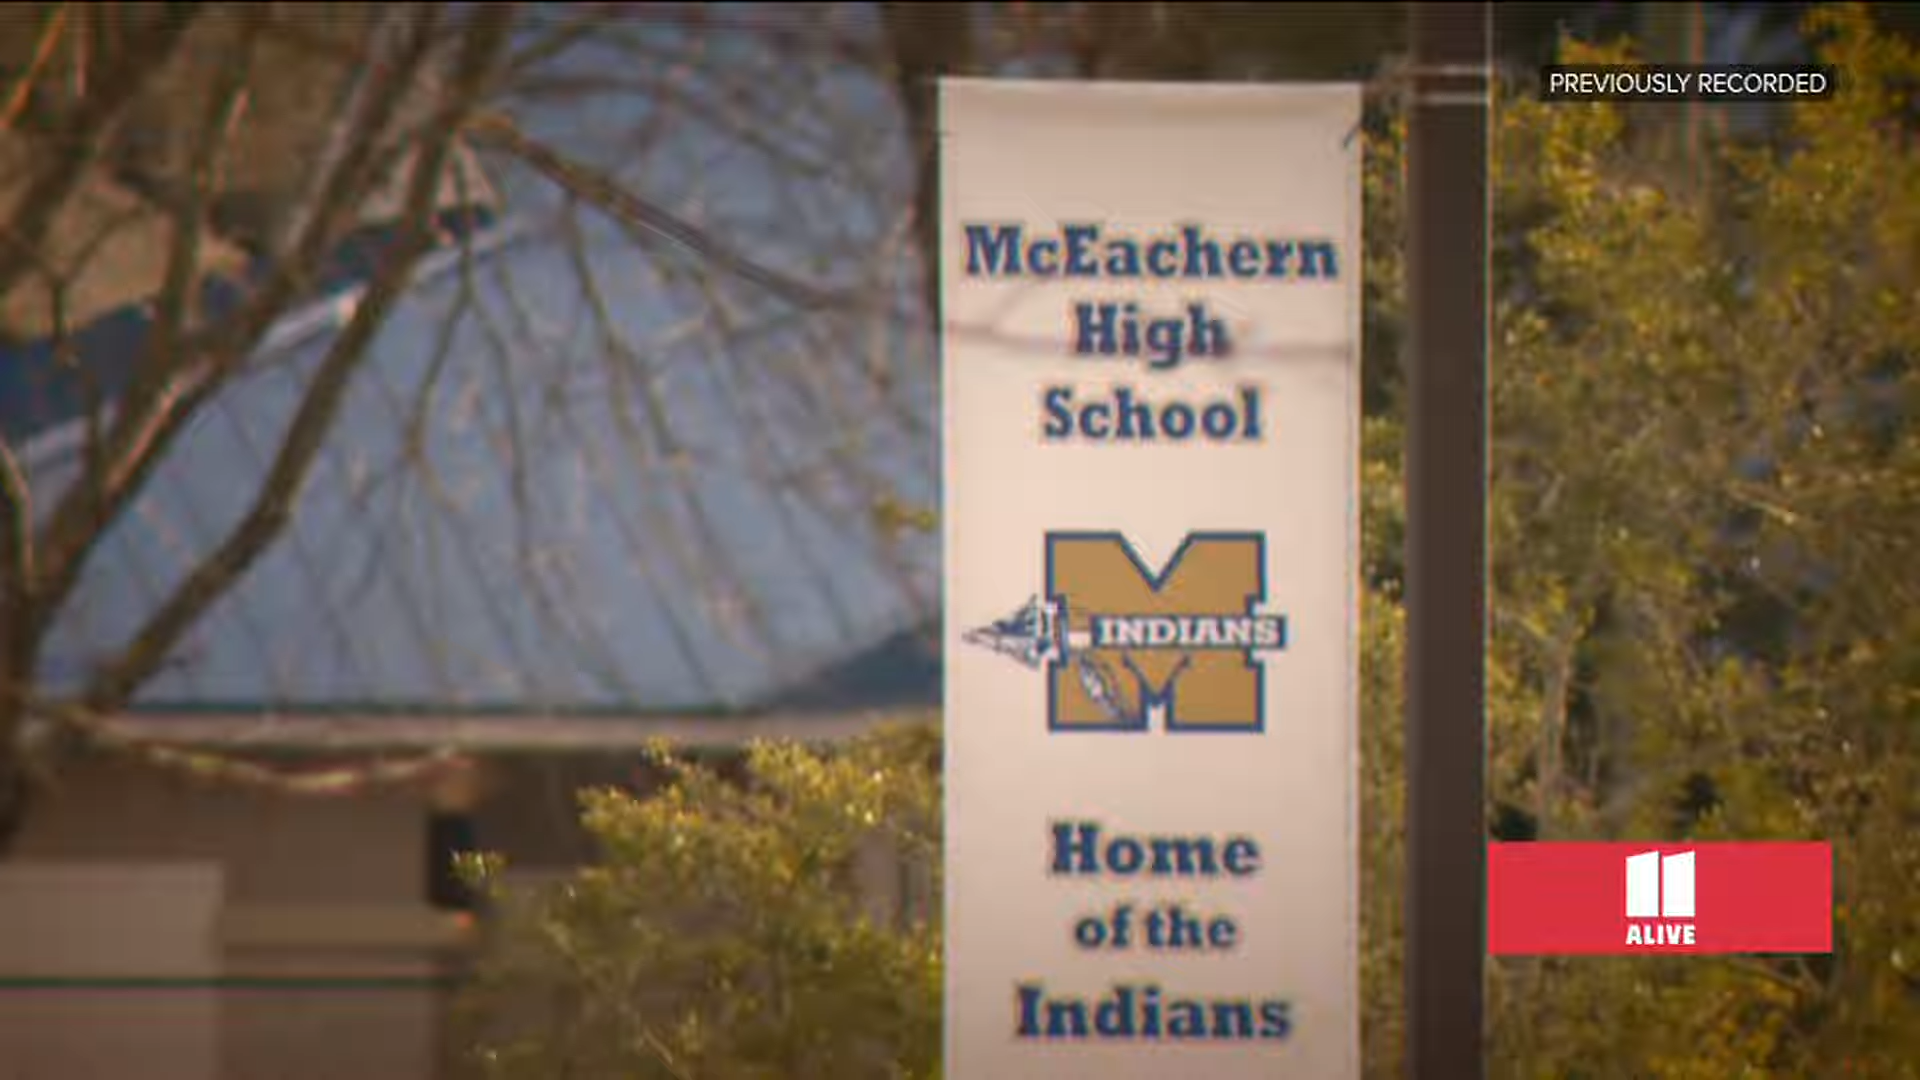 PREVIOUSLY RECORDED
McEachern
High
School
INDIANS
Home
of the
Indians
11
ALIVE